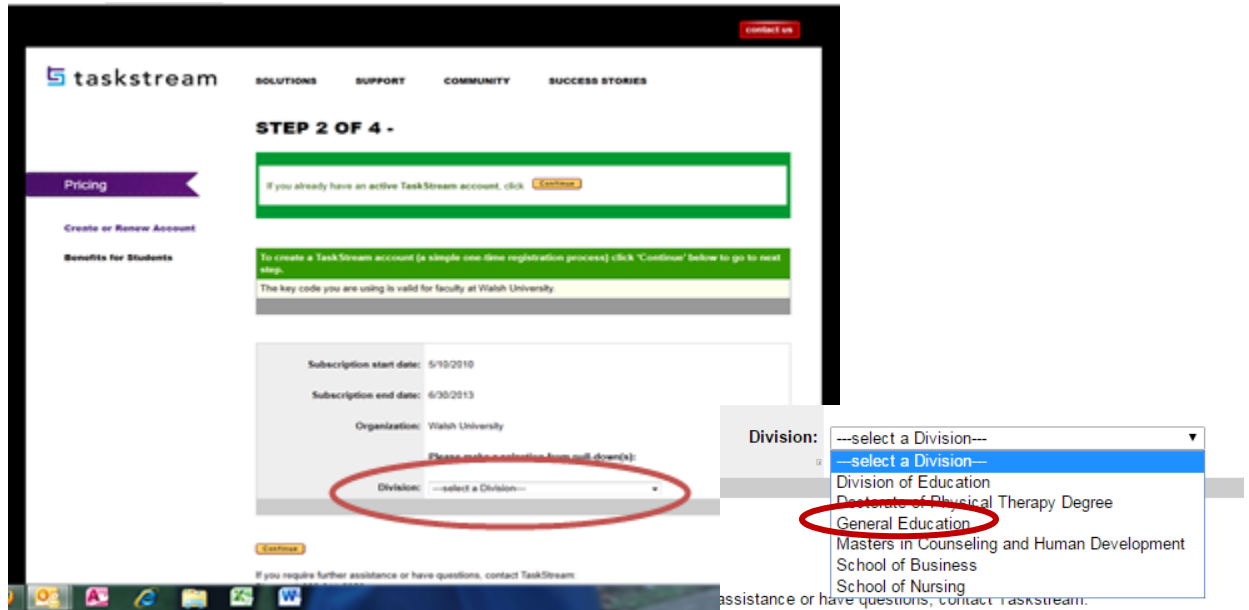 contact us
taskstream
SOLUTIONS SUPPORT COMMUNITY SUCCESS STORIES
STEP 2 OF 4 -
Pricing
If you already have an active TaskStream account, click Continue
Create or Renew Account
Benefits for Students
To create a TaskStream account (a simple one-time registration process) click 'Continue' below to go to next
step.
The key code you are using is valid for faculty at Walsh University.
Subscription start date: 5/10/2010
Subscription end date: 6/30/2013
Organization: Walsh University
Please make a selection from pull-down(s):
Division: ---select a Division---
Continue
If you require further assistance or have questions, contact TaskStream:
Division: ---select a Division---
---select a Division---
Division of Education
Doctorate of Physical Therapy Degree
General Education
Masters in Counseling and Human Development
School of Business
School of Nursing
assistance or have questions, contact Taskstream: